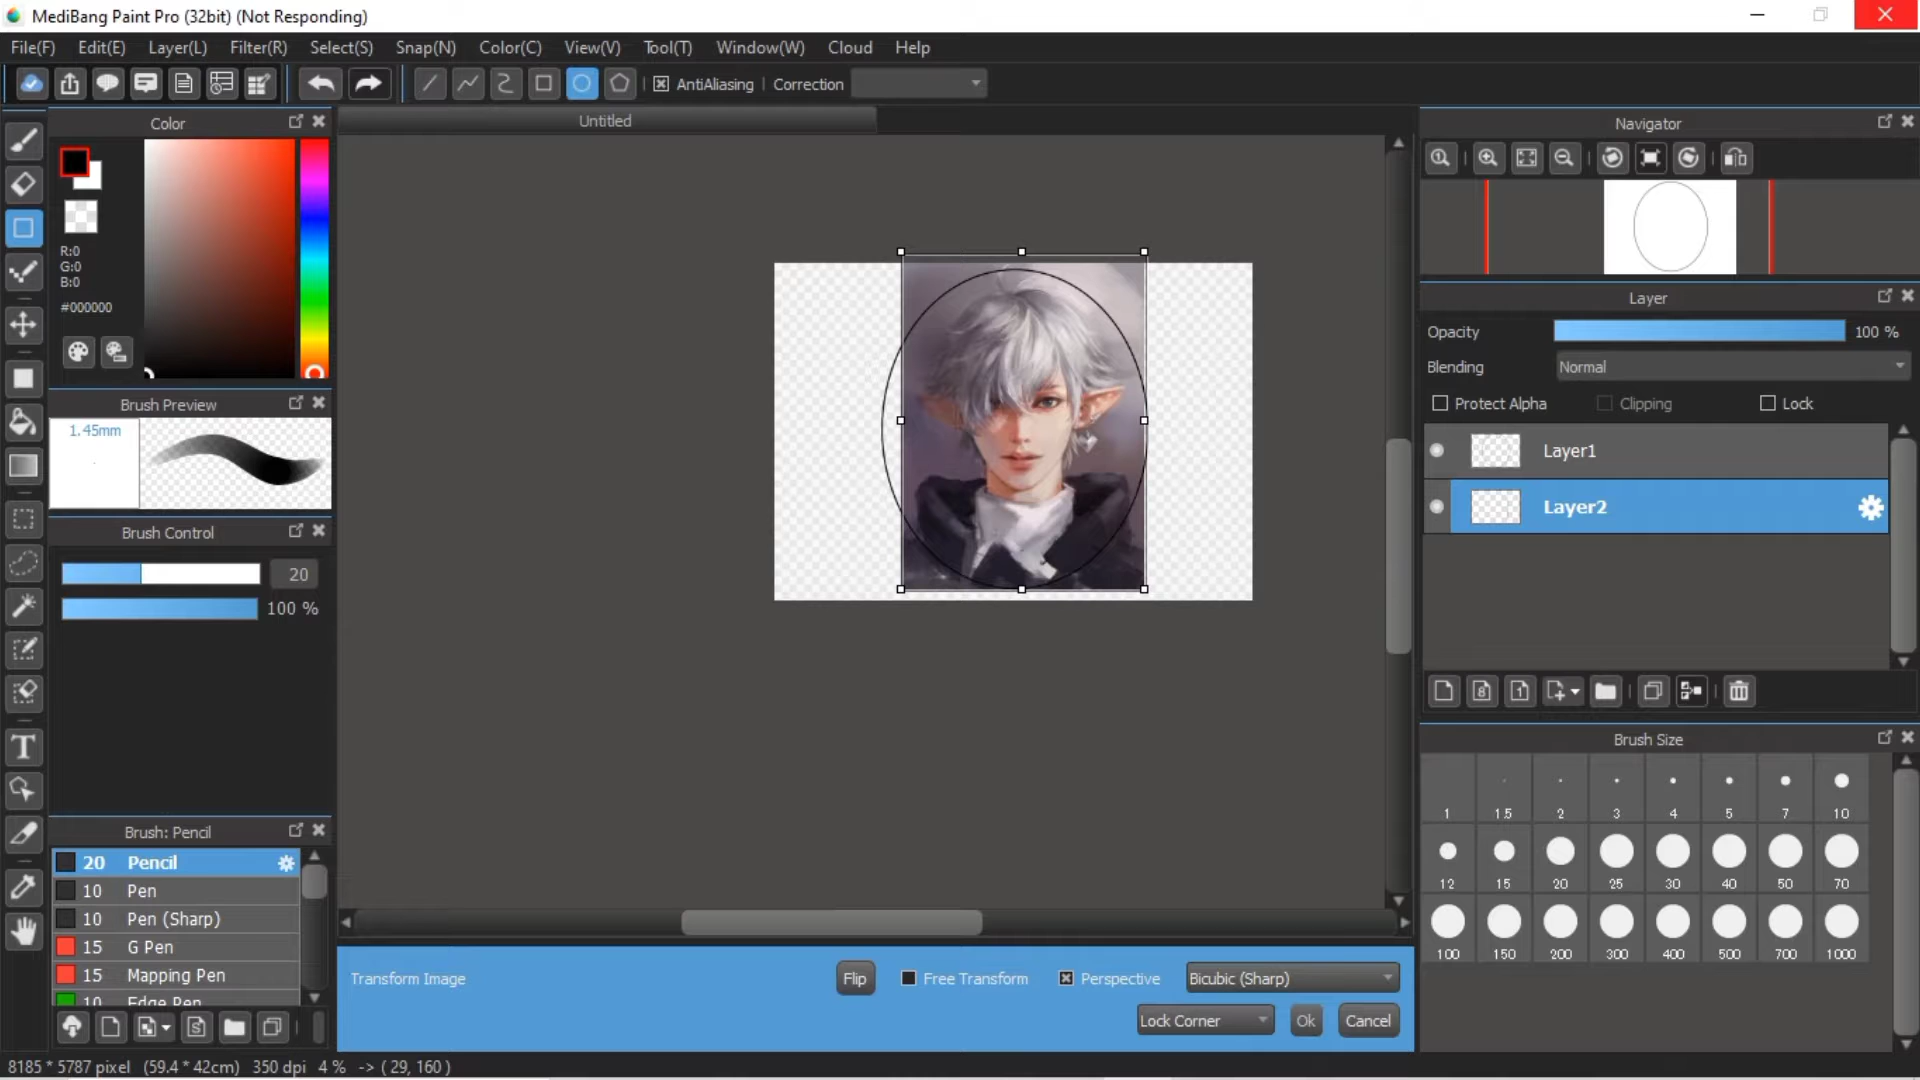 MediBang Paint Pro (32bit) (Not Responding)
File(F) Edit(E) Layer(L) Filter(R) Select(S) Snap(N) Color(C) View(V) Tool(T) Window(W) Cloud Help
AntiAliasing Correction
Color
R:0
G:0
B:0
#000000
Brush Preview
1.45mm
Brush Control
20
100 %
Brush: Pencil
20 Pencil
10 Pen
10 Pen (Sharp)
15 G Pen
15 Mapping Pen
10 Edge Pen
Untitled
Transform Image Flip Free Transform Perspective Bicubic (Sharp)
Lock Corner Ok Cancel
Navigator
Layer
Opacity 100 %
Blending Normal
Protect Alpha Clipping Lock
Layer1
Layer2
8 1
Brush Size
1 1.5 2 3 4 5 7 10
12 15 20 25 30 40 50 70
100 150 200 300 400 500 700 1000
8185 * 5787 pixel (59.4 * 42cm) 350 dpi 4 % -> ( 29, 160 )